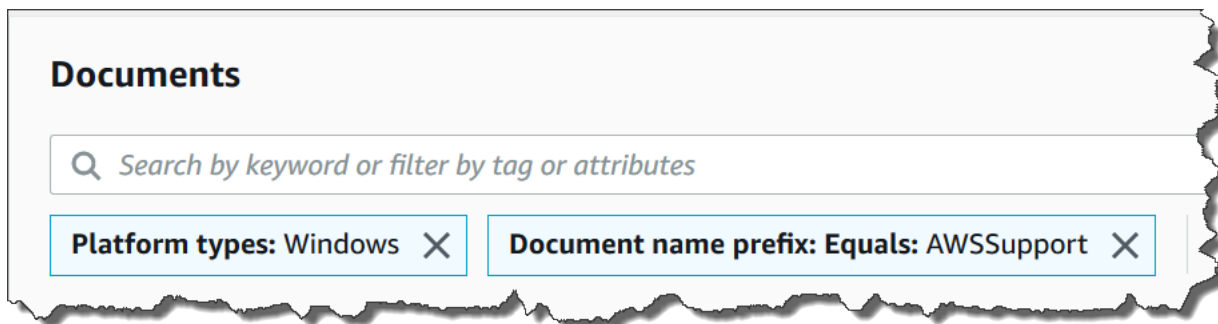 Documents
Search by keyword or filter by tag or attributes
Platform types: Windows Document name prefix: Equals: AWSSupport